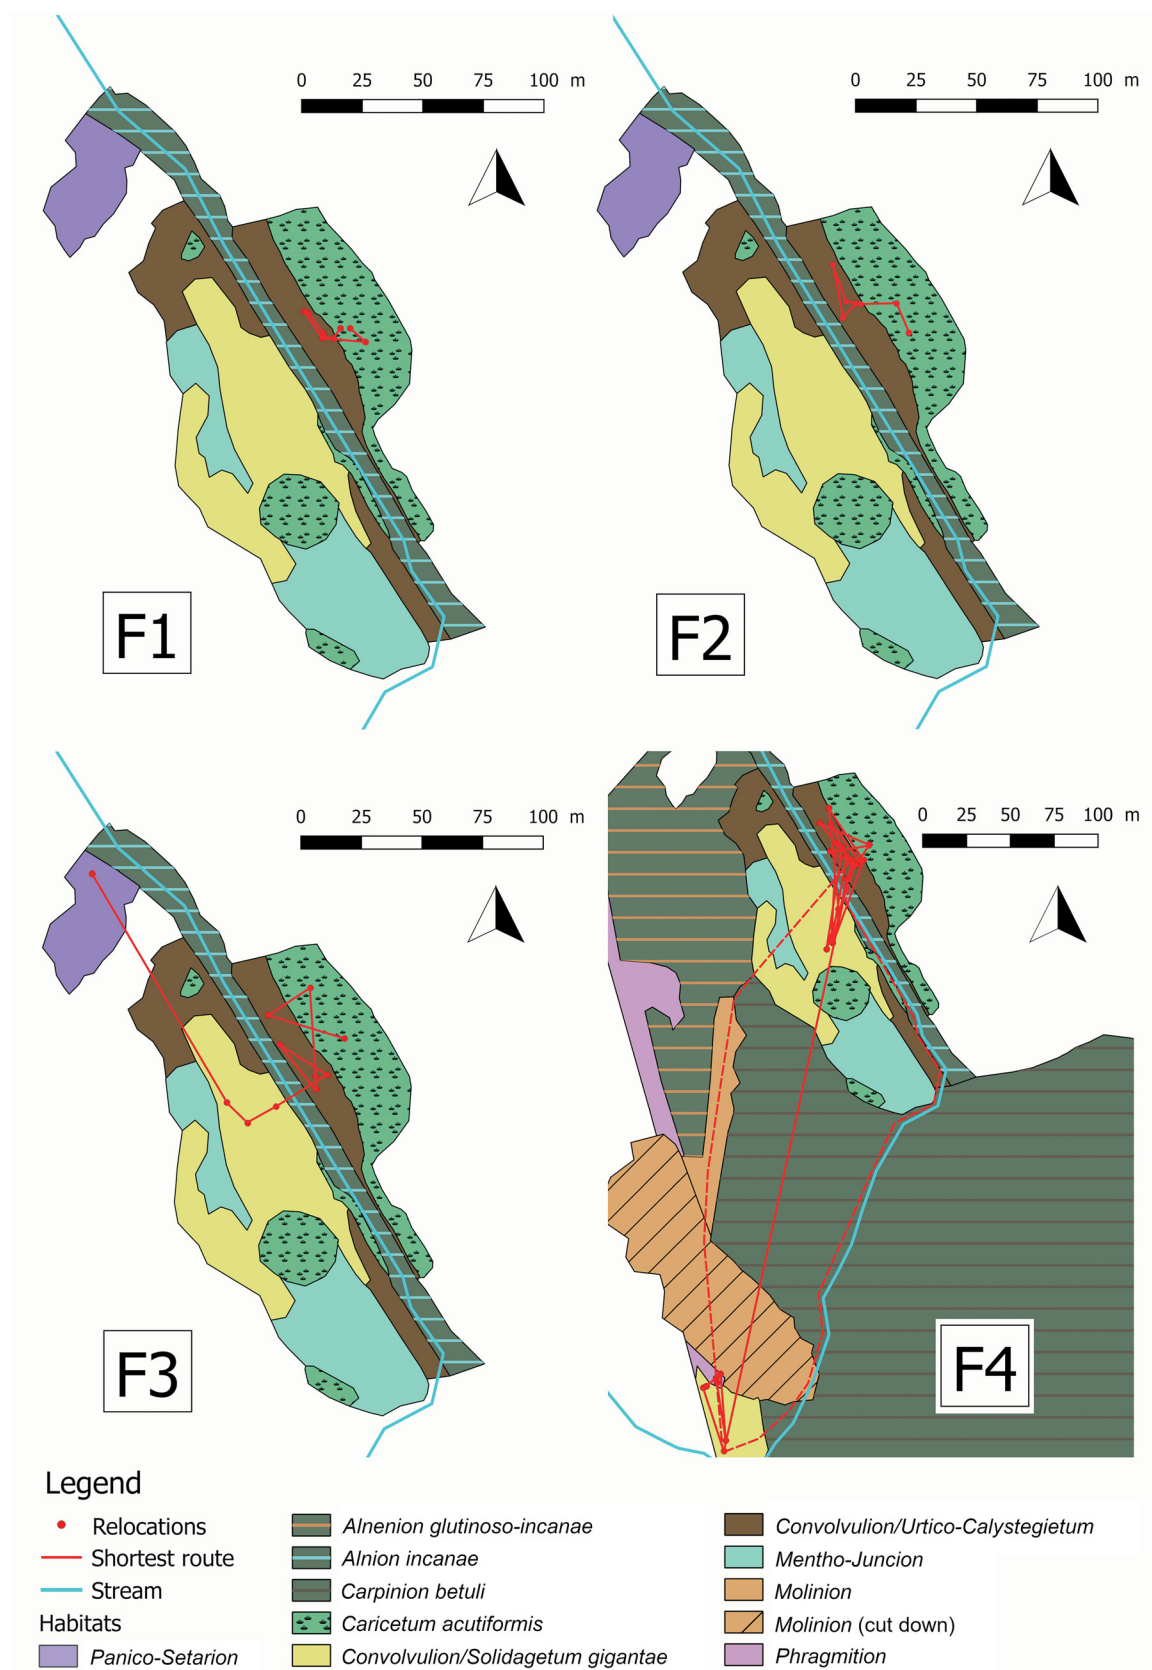 0 25 50 75 100 m
0 25 50 75 100 m
F1
F2
0 25 50 75 100 m
0 25 50 75 100 m
F3
F4
Legend
Relocations
Shortest route
Stream
Habitats
Panico-Setarion
Alnenion glutinoso-incanae
Alnion incanae
Carpinion betuli
Caricetum acutiformis
Convolvulion/Solidagetum gigantae
Convolvulion/Urtico-Calystegietum
Mentho-Juncion
Molinion
Molinion (cut down)
Phragmition